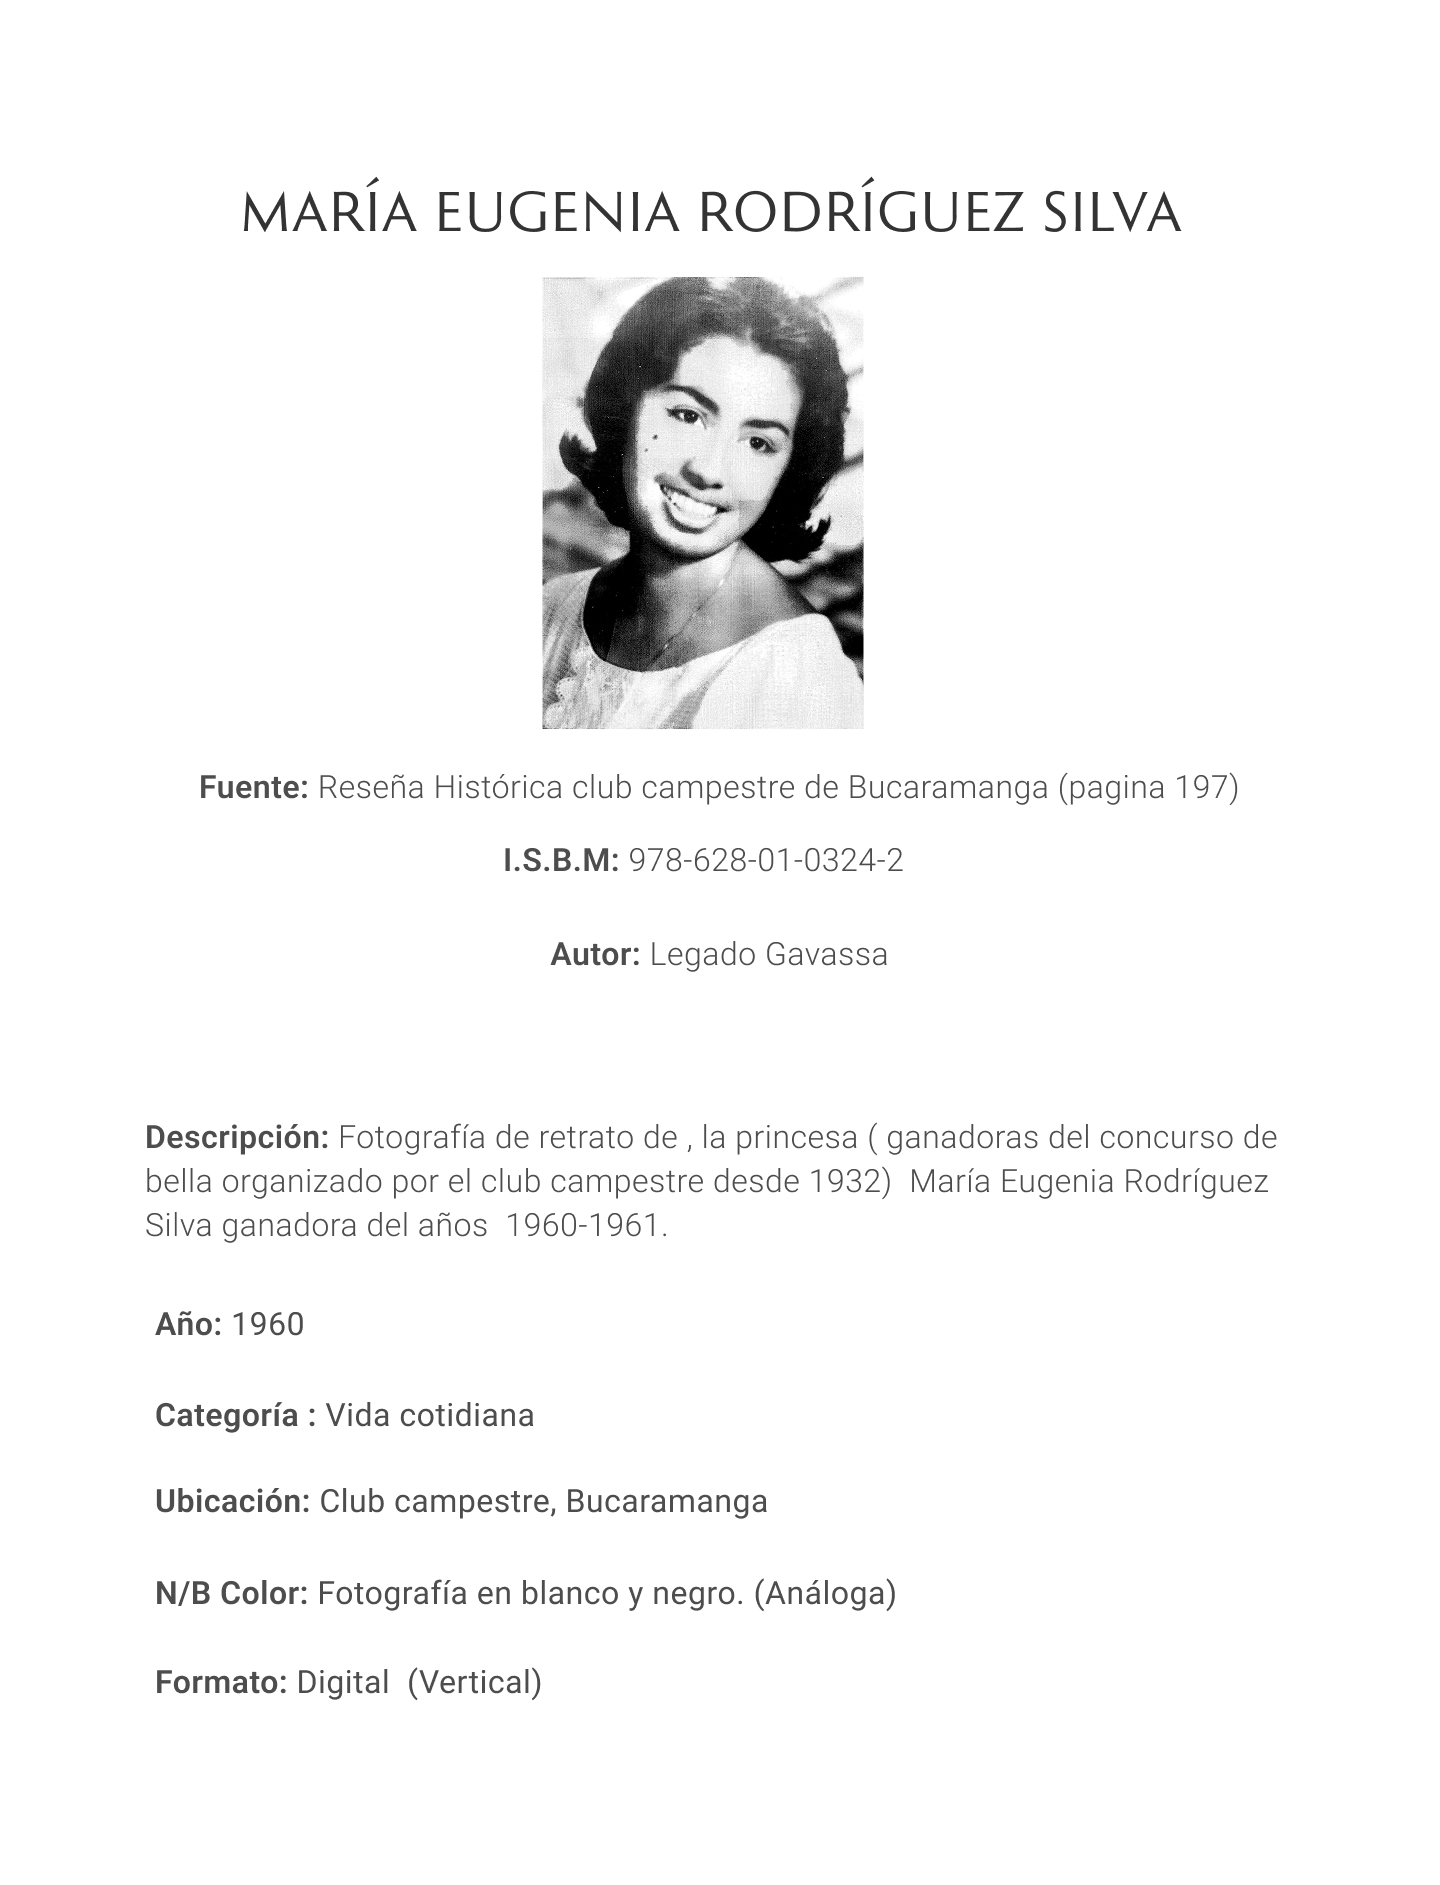 MARÍA EUGENIA RODRÍGUEZ SILVA
Fuente: Reseña Histórica club campestre de Bucaramanga (pagina 197)
I.S.B.M: 978-628-01-0324-2
Autor: Legado Gavassa
Descripción: Fotografía de retrato de , la princesa ( ganadoras del concurso de
bella organizado por el club campestre desde 1932)  María Eugenia Rodríguez
Silva ganadora del años  1960-1961.
Año: 1960
Categoría : Vida cotidiana
Ubicación: Club campestre, Bucaramanga
N/B Color: Fotografía en blanco y negro. (Análoga)
Formato: Digital  (Vertical)